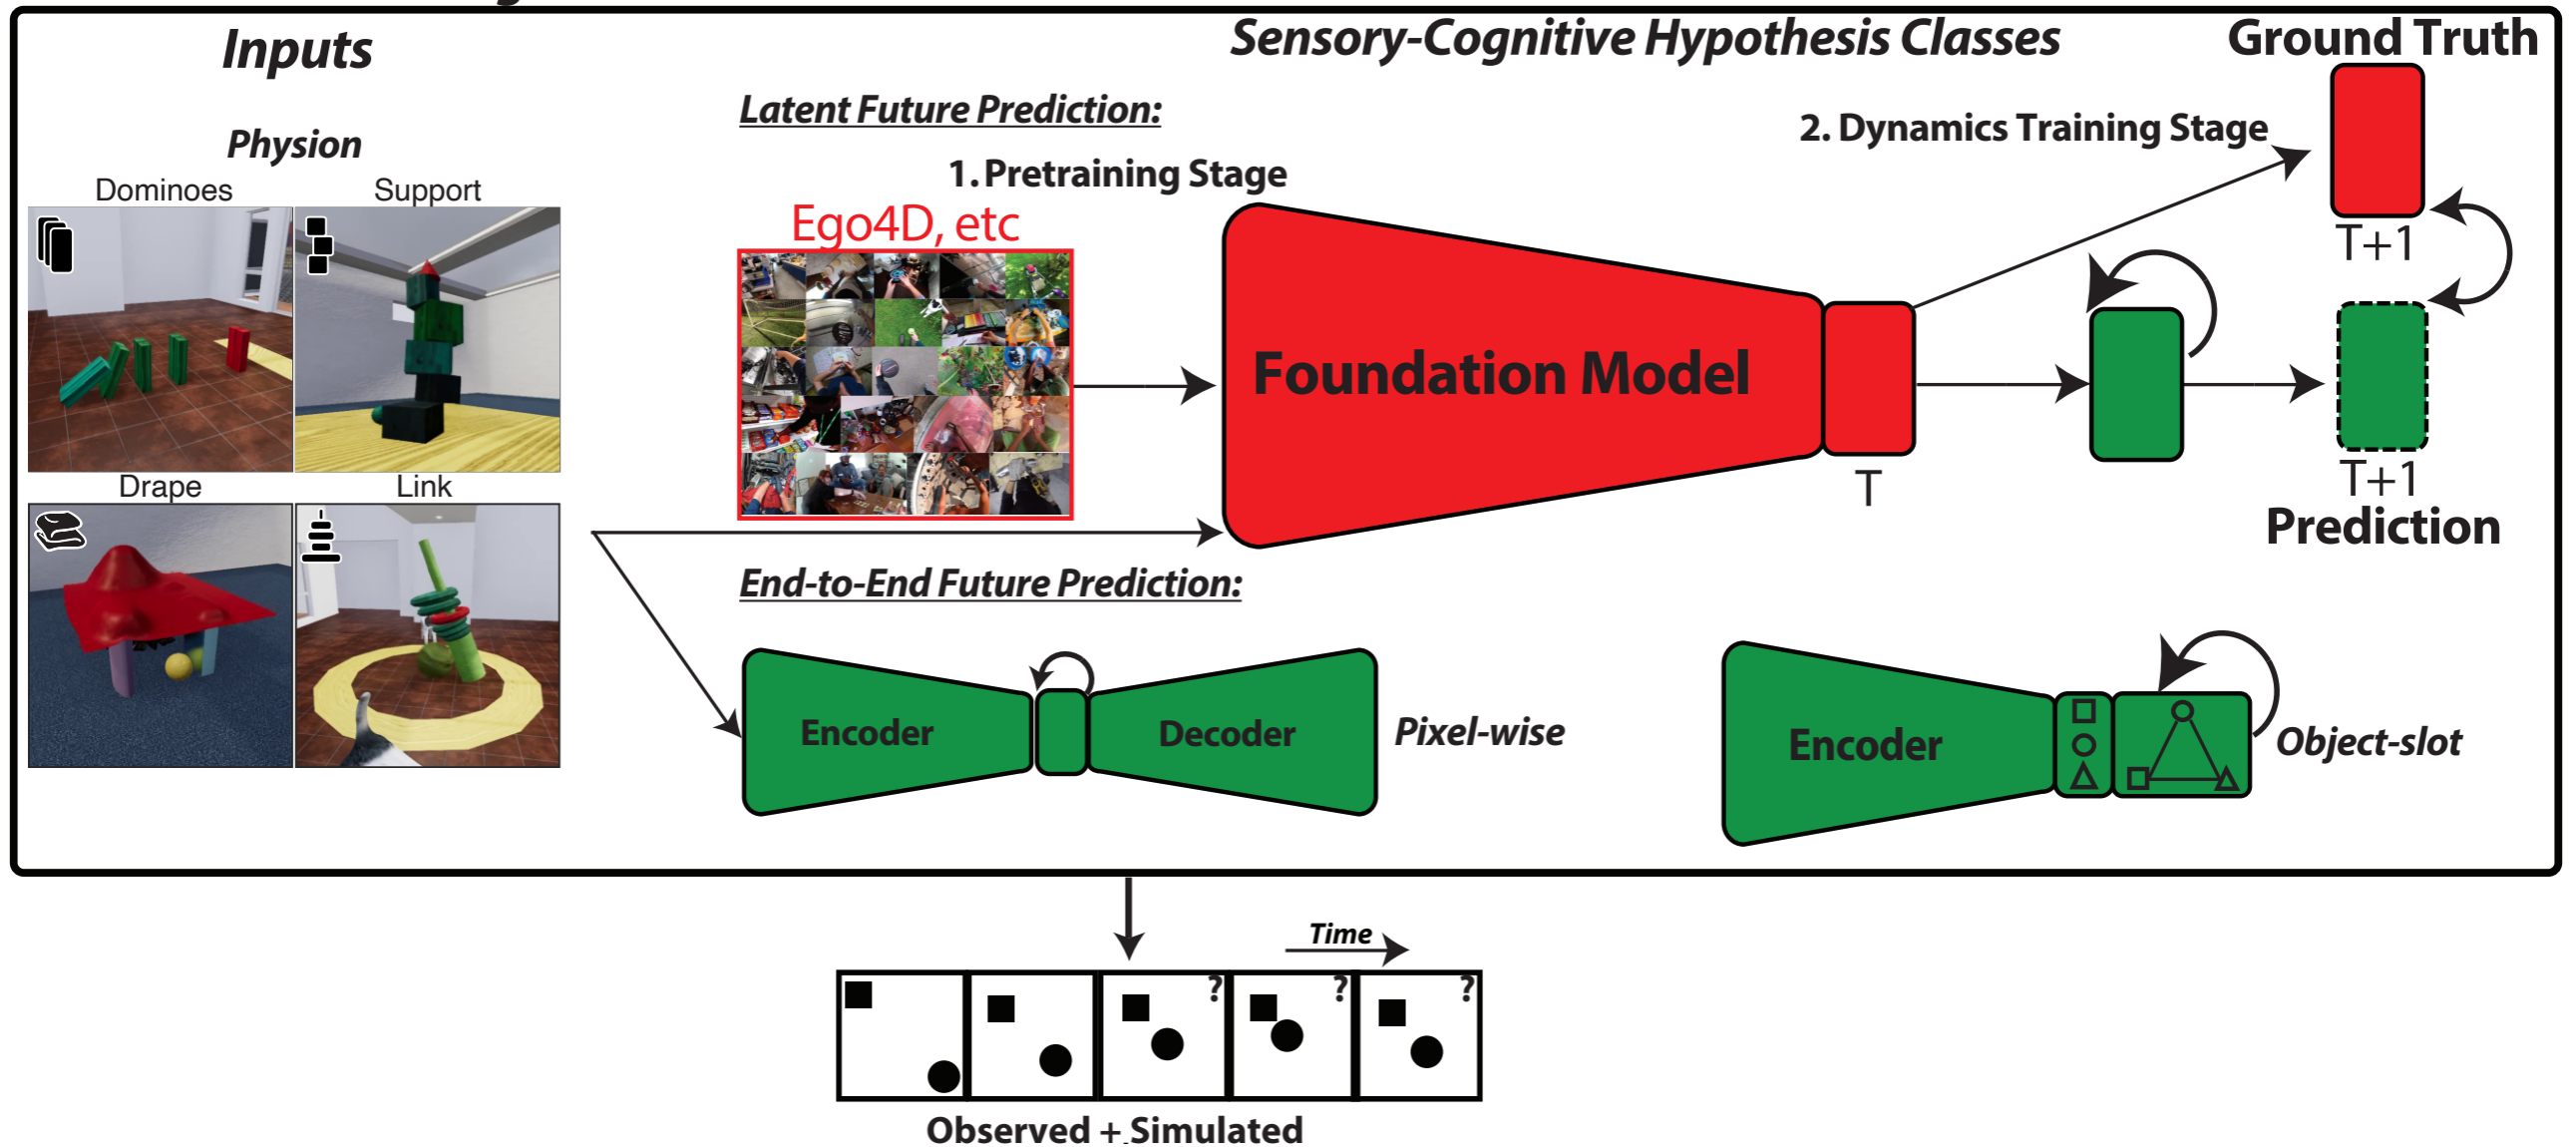 Inputs
Sensory-Cognitive Hypothesis Classes
Ground Truth
Physion
Dominoes
Support
Drape
Link
Latent Future Prediction:
1. Pretraining Stage
Ego4D, etc
2. Dynamics Training Stage
Foundation Model
T
T+1
T+1
Prediction
End-to-End Future Prediction:
Encoder
Decoder
Pixel-wise
Encoder
Object-slot
Time
? ? ?
Observed + Simulated